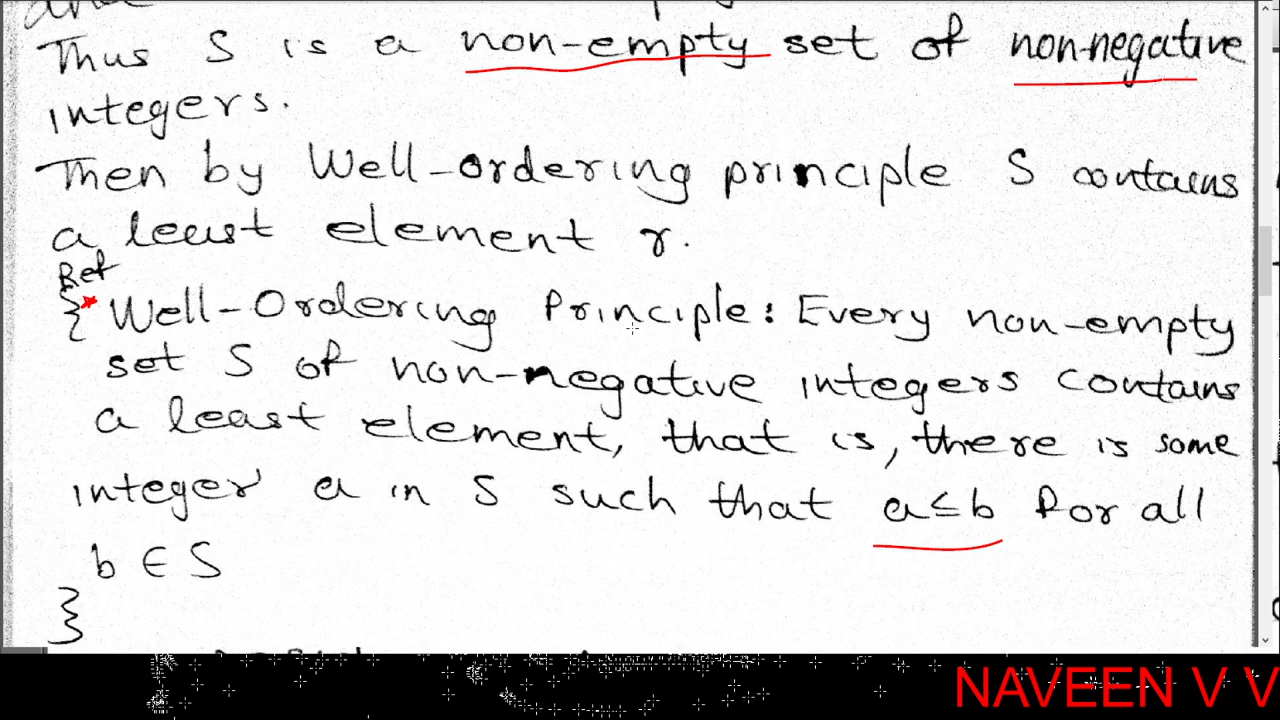 Thus S is a non-empty set of non-negative
integers.
Then by Well-ordering principle S contains
a least element r.
Ref
{* Well-Ordering Principle: Every non-empty
set S of non-negative integers contains
a least element, that is, there is some
integer a in S such that a≤b for all
b ∈ S
}
NAVEEN V V